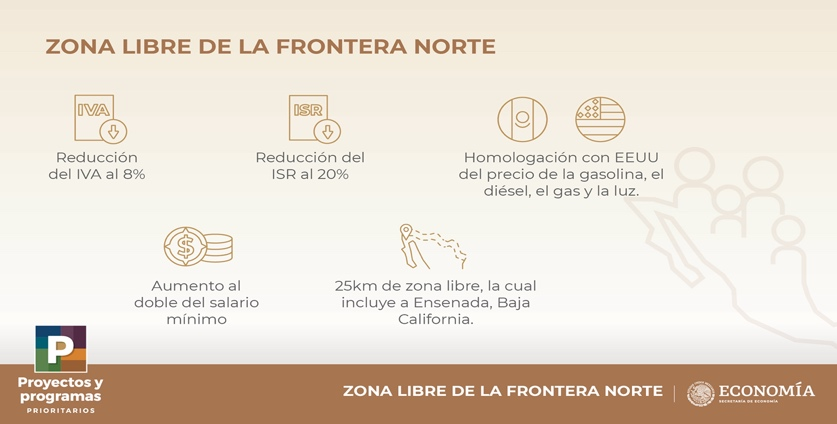 ZONA LIBRE DE LA FRONTERA NORTE
IVA
ISR
Reducción
del IVA al 8%
Reducción del
ISR al 20%
Homologación con EEUU
del precio de la gasolina, el
diésel, el gas y la luz.
$
Aumento al
doble del salario
mínimo
25km de zona libre, la cual
incluye a Ensenada, Baja
California.
P
Proyectos y
programas
PRIORITARIOS
ZONA LIBRE DE LA FRONTERA NORTE
ECONOMÍA
SECRETARÍA DE ECONOMÍA